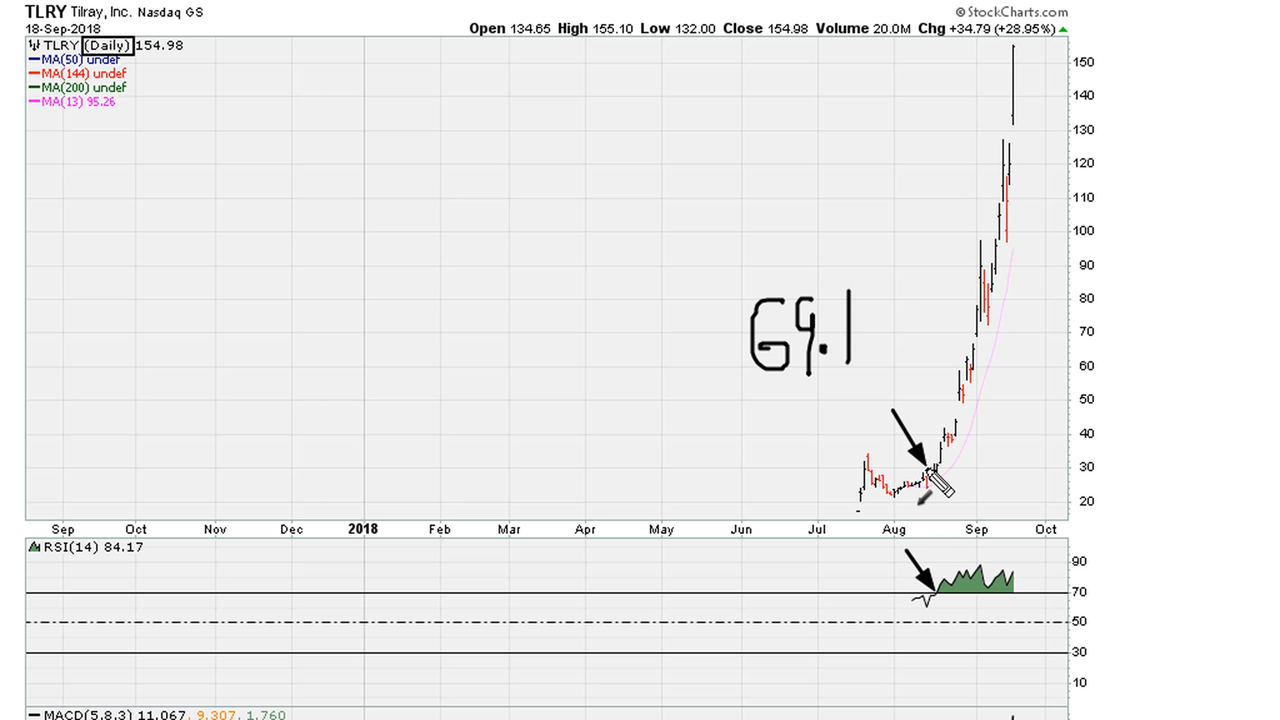 TLRY Tilray, Inc. Nasdaq GS
© StockCharts.com
18-Sep-2018
Open 134.65 High 155.10 Low 132.00 Close 154.98 Volume 20.0M Chg +34.79 (+28.95%)
TLRY (Daily) 154.98
MA(50) undef
MA(144) undef
MA(200) undef
MA(13) 95.26
150
140
130
120
110
100
90
80
70
60
50
40
30
20
69.1
Sep Oct Nov Dec 2018 Feb Mar Apr May Jun Jul Aug Sep Oct
RSI(14) 84.17
90
70
50
30
10
MACD(5,8,3) 11.067, 9.307, 1.760